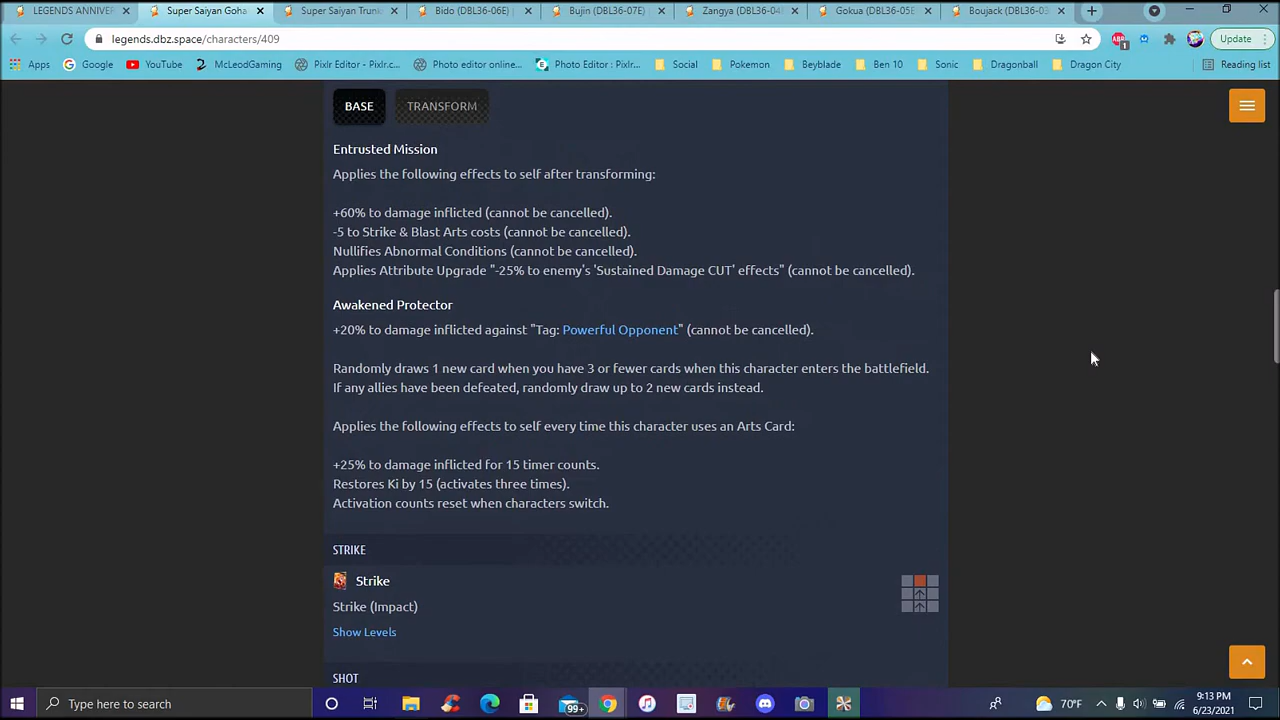 LEGENDS ANNIVER
Super Saiyan Goha
Super Saiyan Trunk
Bido (DBL36-06E)
Bujin (DBL36-07E)
Zangya (DBL36-04
Gokua (DBL36-05E
Boujack (DBL36-03
legends.dbz.space/characters/409
Update
Apps
Google
YouTube
McLeodGaming
Pixlr Editor - Pixlr.c...
Photo editor online...
Photo Editor : Pixlr...
Social
Pokemon
Beyblade
Ben 10
Sonic
Dragonball
Dragon City
Reading list
BASE
TRANSFORM
Entrusted Mission
Applies the following effects to self after transforming:
+60% to damage inflicted (cannot be cancelled).
-5 to Strike & Blast Arts costs (cannot be cancelled).
Nullifies Abnormal Conditions (cannot be cancelled).
Applies Attribute Upgrade "-25% to enemy's 'Sustained Damage CUT' effects" (cannot be cancelled).
Awakened Protector
+20% to damage inflicted against "Tag: Powerful Opponent" (cannot be cancelled).
Randomly draws 1 new card when you have 3 or fewer cards when this character enters the battlefield.
If any allies have been defeated, randomly draw up to 2 new cards instead.
Applies the following effects to self every time this character uses an Arts Card:
+25% to damage inflicted for 15 timer counts.
Restores Ki by 15 (activates three times).
Activation counts reset when characters switch.
STRIKE
Strike
Strike (Impact)
Show Levels
SHOT
Type here to search
99+
70°F
9:13 PM
6/23/2021